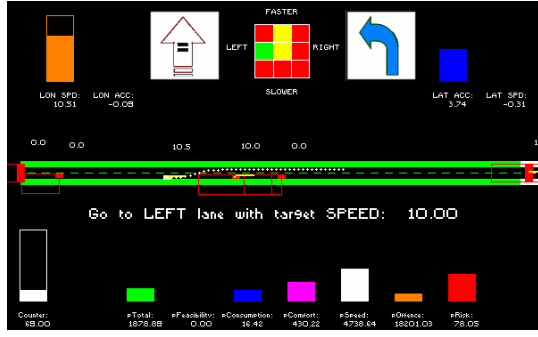 FASTER
LEFT RIGHT
SLOWER
LON SPD: LON ACC: LAT ACC: LAT SPD:
10.51 -0.09 3.74 -0.31
0.0 0.0 10.5 10.0 0.0 1
Go to LEFT lane with target SPEED: 10.00
Counter: pTotal: pFeasibility: pConsumption: pComfort: pSpeed: pOffence: pRisk:
69.00 1878.89 0.00 16.42 430.22 4738.64 18201.03 78.05